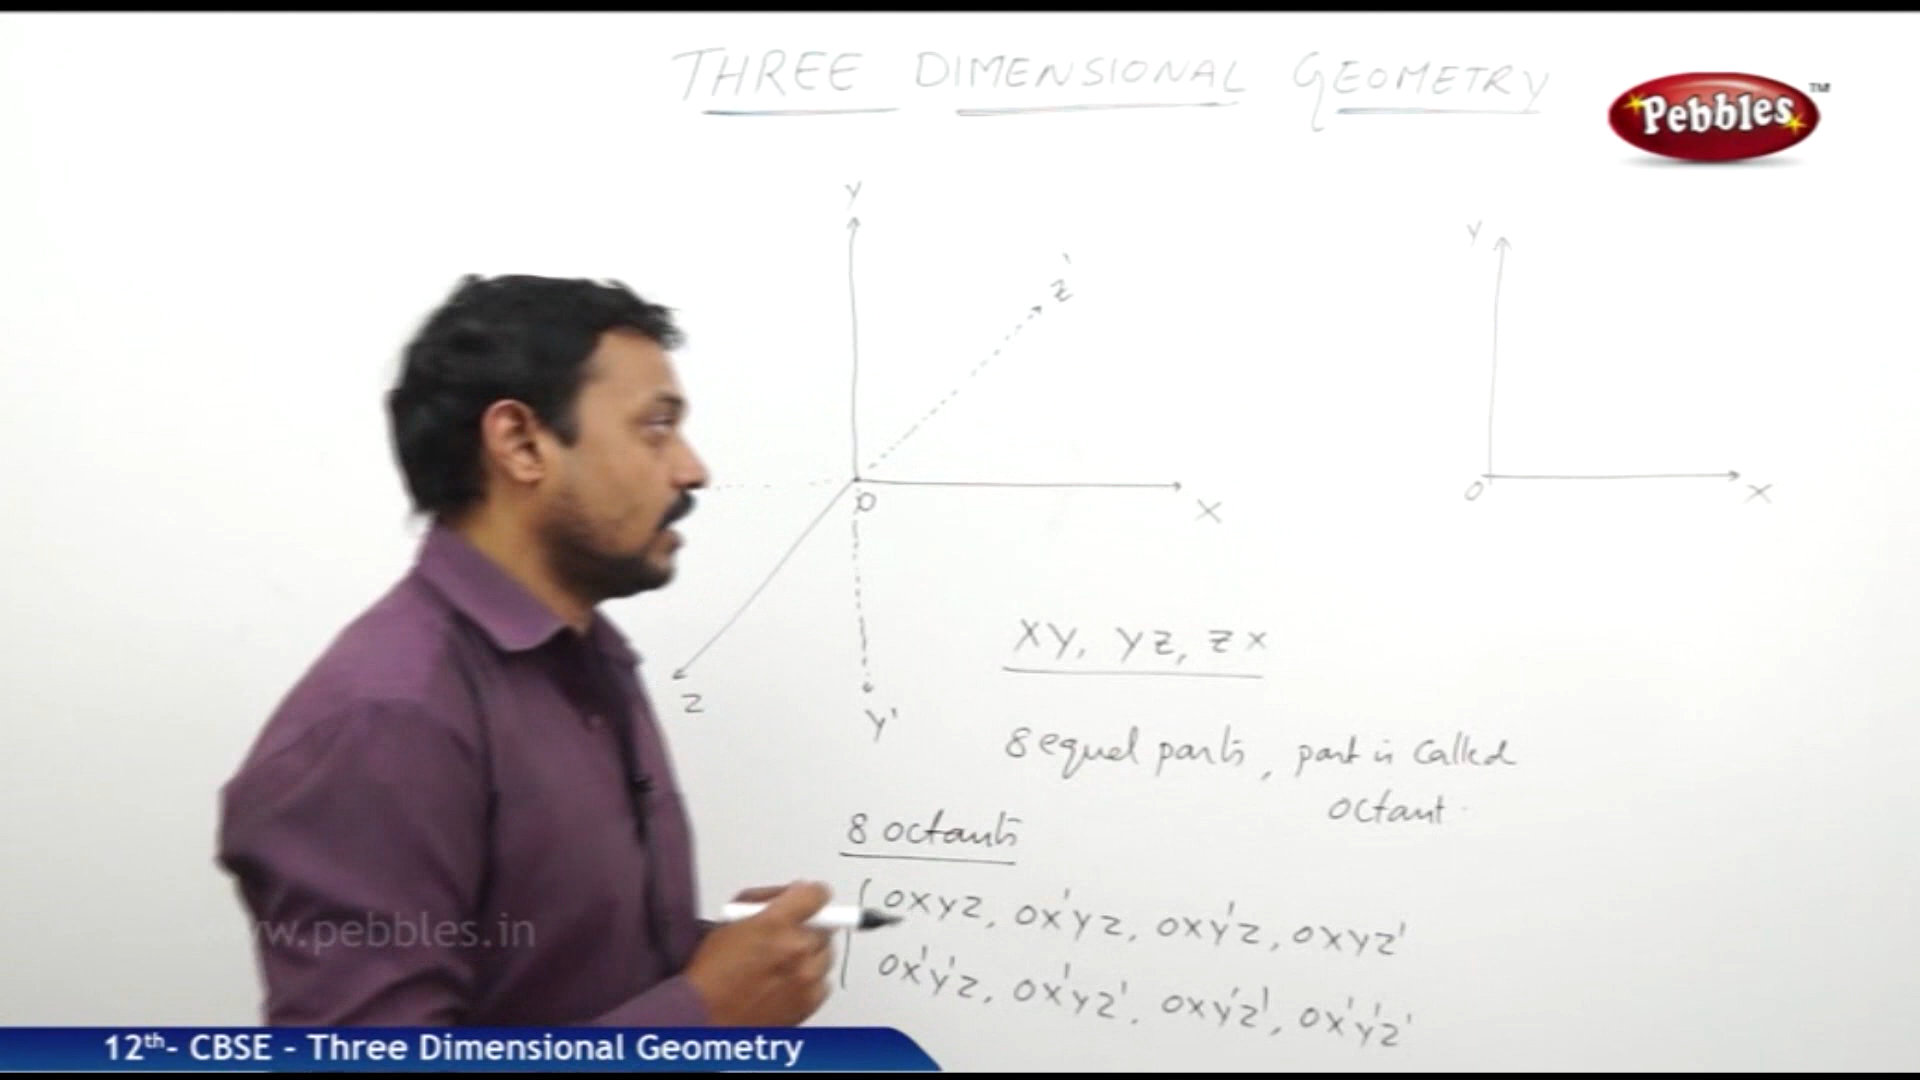 THREE DIMENSIONAL GEOMETRY
Pebbles TM
Y
Y
Z'
O
X
O
X
Z
Y'
XY, YZ, ZX
8 equal parts, part is called
octant.
8 octants
OXYZ, OX'YZ, OXY'Z, OXYZ'
OX'Y'Z, OX'YZ', OXY'Z', OX'Y'Z'
www.pebbles.in
12th- CBSE - Three Dimensional Geometry